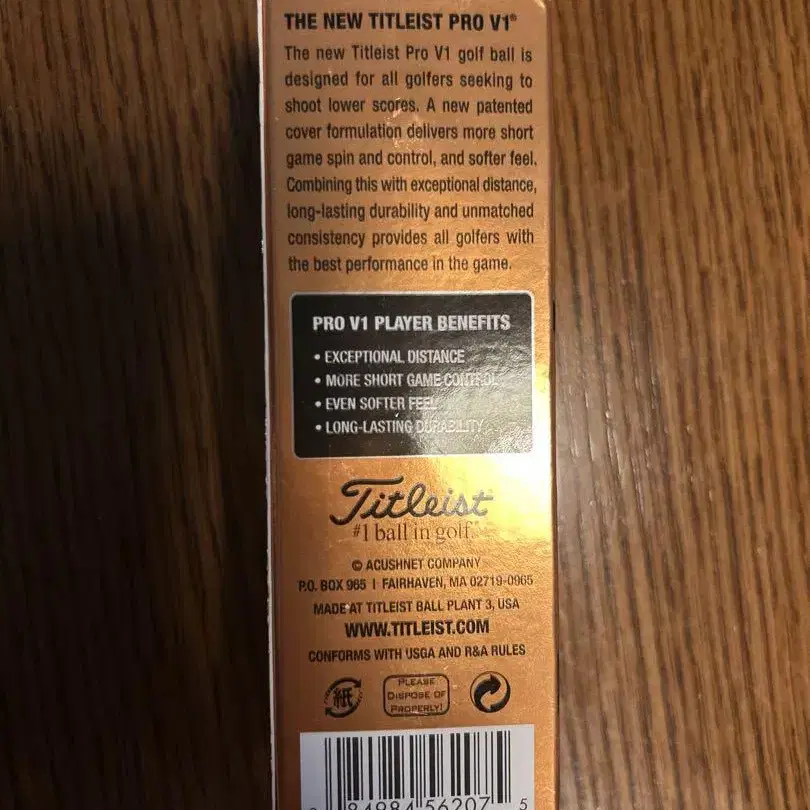 THE NEW TITLEIST PRO V1®
The new Titleist Pro V1 golf ball is
designed for all golfers seeking to
shoot lower scores. A new patented
cover formulation delivers more short
game spin and control, and softer feel.
Combining this with exceptional distance,
long-lasting durability and unmatched
consistency provides all golfers with
the best performance in the game.
PRO V1 PLAYER BENEFITS
• EXCEPTIONAL DISTANCE
• MORE SHORT GAME CONTROL
• EVEN SOFTER FEEL
• LONG-LASTING DURABILITY
Titleist
#1 ball in golf.
© ACUSHNET COMPANY
P.O. BOX 965 | FAIRHAVEN, MA 02719-0965
MADE AT TITLEIST BALL PLANT 3, USA
WWW.TITLEIST.COM
CONFORMS WITH USGA AND R&A RULES
紙
PLEASE
DISPOSE OF
PROPERLY!
84984 56207 5